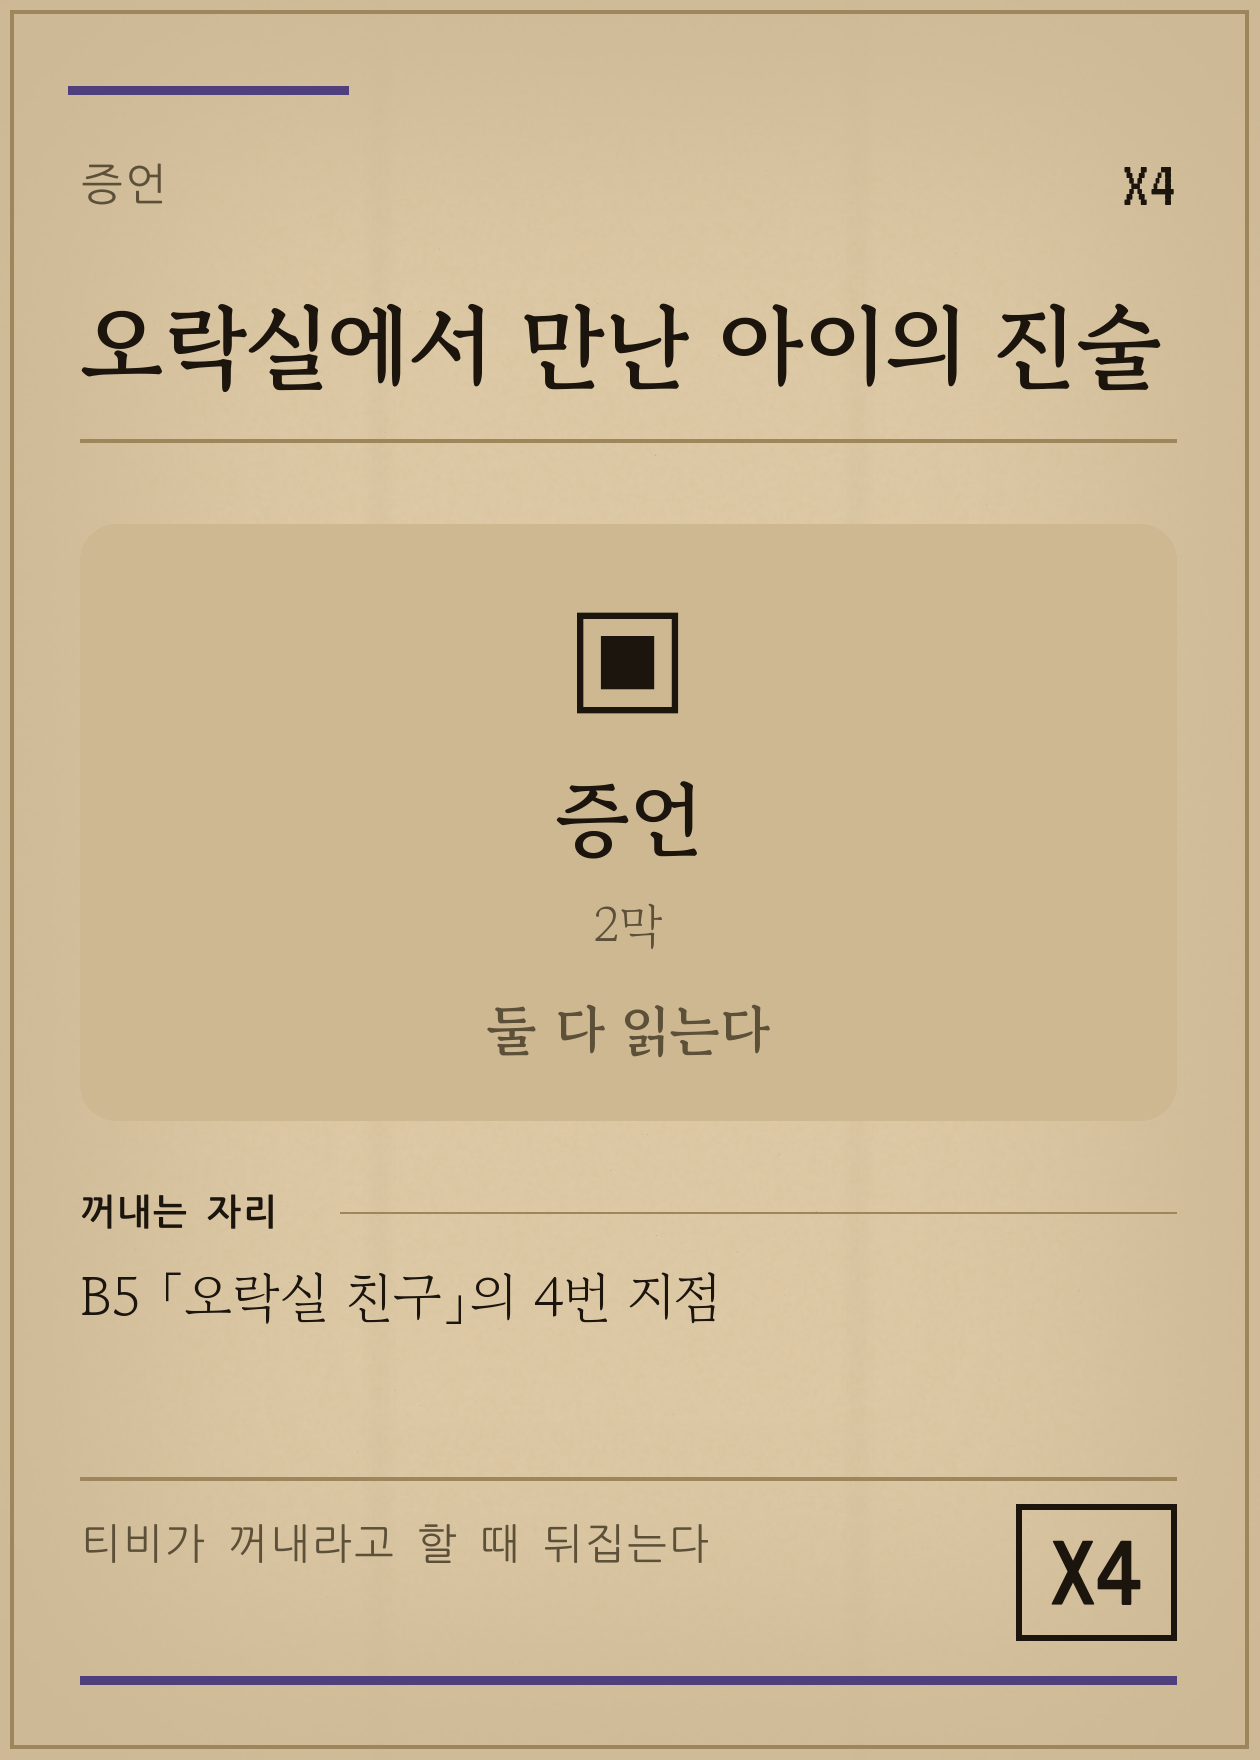 증언
X4
오락실에서 만난 아이의 진술
증언
2막
둘 다 읽는다
꺼내는 자리
B5 「오락실 친구」의 4번 지점
티비가 꺼내라고 할 때 뒤집는다
X4